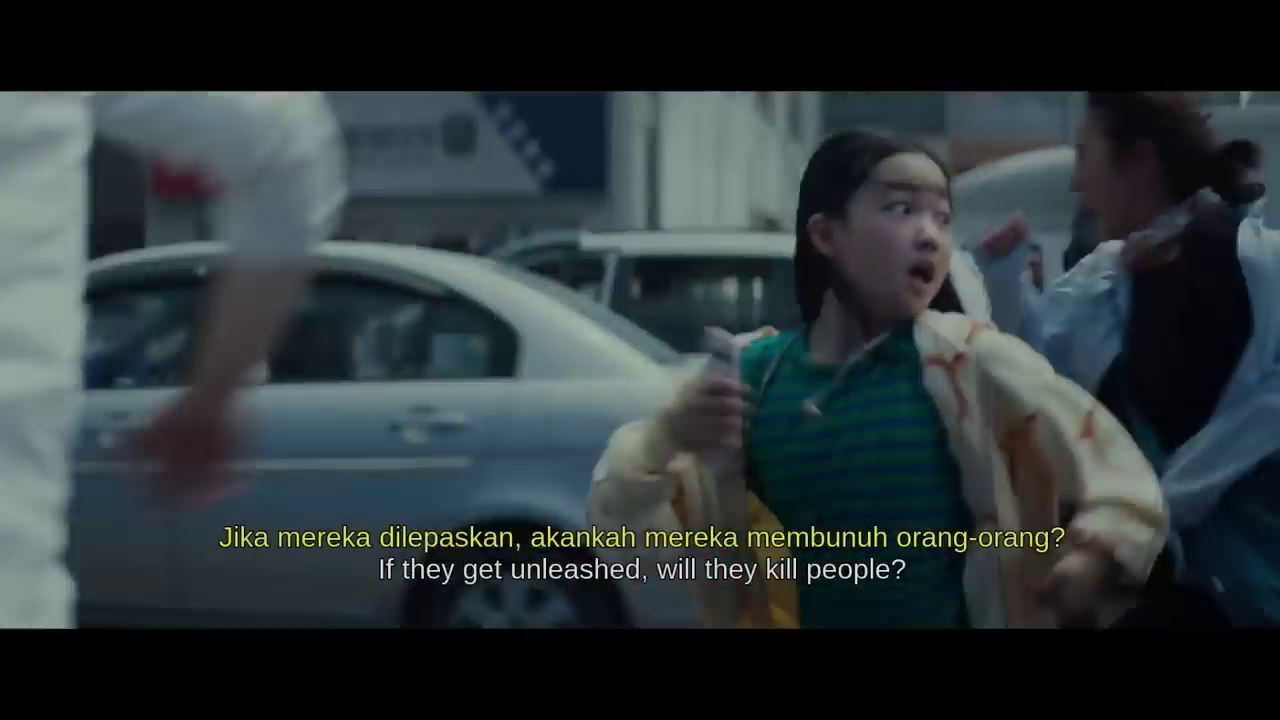 Jika mereka dilepaskan, akankah mereka membunuh orang-orang?
If they get unleashed, will they kill people?